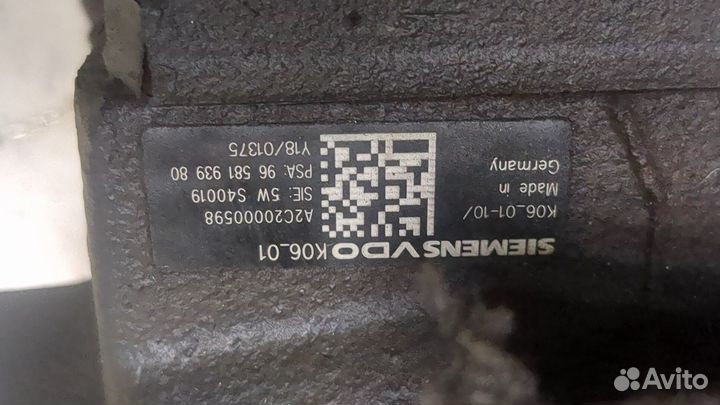 SIEMENS VDO K06_01
K06_01-10/
Made in
Germany
A2C20000598
SIE: 5W S40019
PSA: 96 581 939 80
Y18/01375
Avito